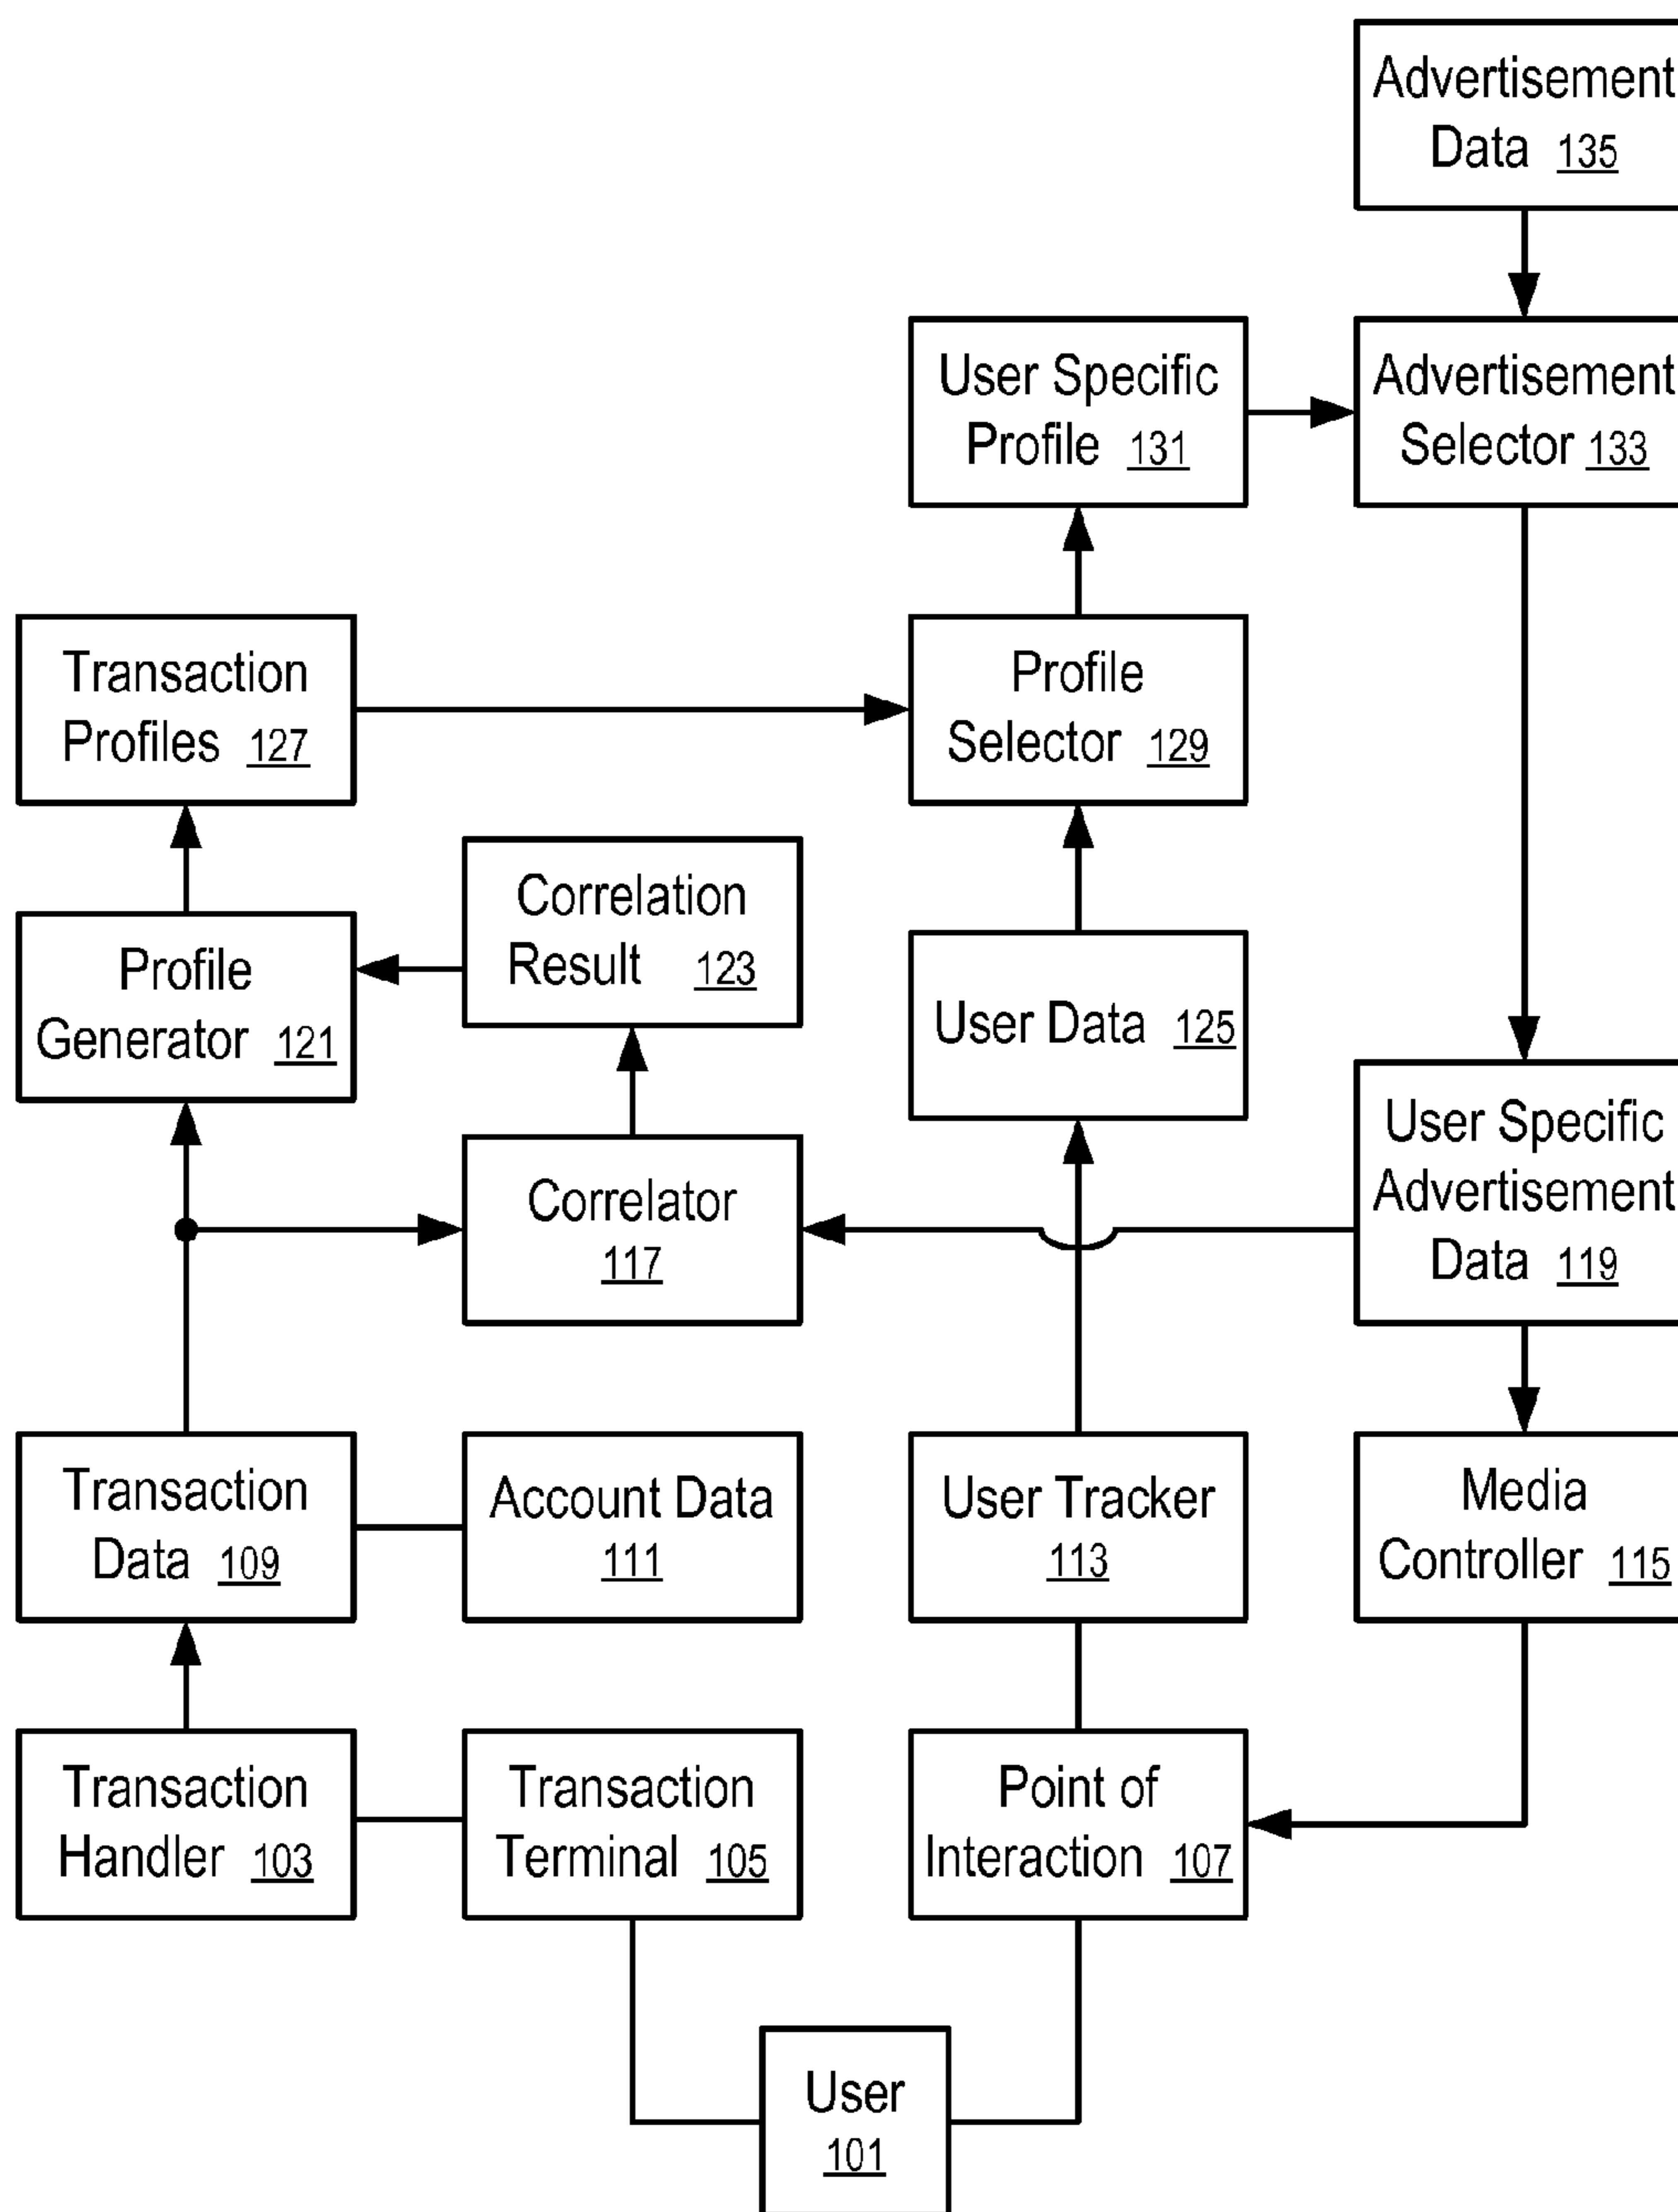 Advertisement
Data 135
User Specific
Profile 131
Advertisement
Selector 133
Transaction
Profiles 127
Profile
Selector 129
Correlation
Result 123
Profile
Generator 121
User Data 125
User Specific
Advertisement
Data 119
Correlator
117
Transaction
Data 109
Account Data
111
User Tracker
113
Media
Controller 115
Transaction
Handler 103
Transaction
Terminal 105
Point of
Interaction 107
User
101